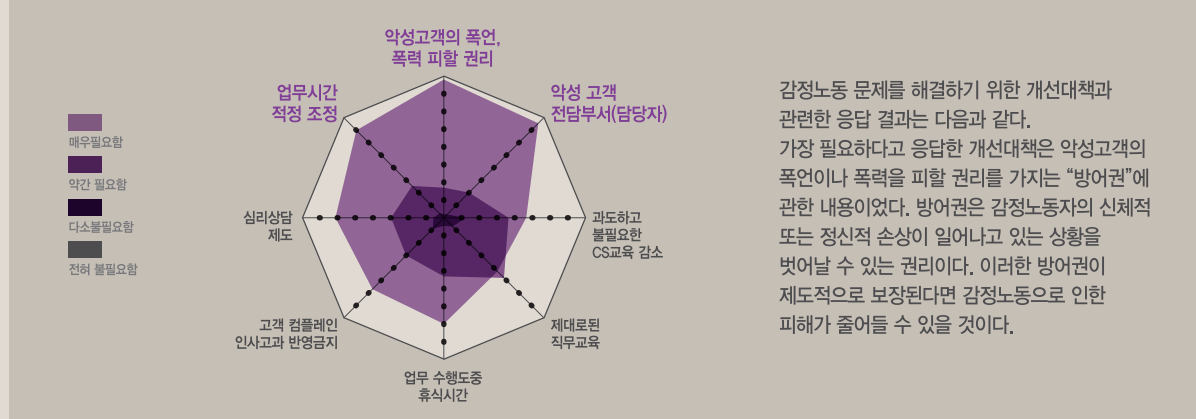 악성고객의 폭언,
폭력 피할 권리
업무시간
적정 조정
악성 고객
전담부서(담당자)
매우필요함
약간 필요함
다소불필요함
전혀 불필요함
심리상담
제도
과도하고
불필요한
CS교육 감소
고객 컴플레인
인사고과 반영금지
제대로된
직무교육
업무 수행도중
휴식시간
감정노동 문제를 해결하기 위한 개선대책과
관련한 응답 결과는 다음과 같다.
가장 필요하다고 응답한 개선대책은 악성고객의
폭언이나 폭력을 피할 권리를 가지는 “방어권”에
관한 내용이었다. 방어권은 감정노동자의 신체적
또는 정신적 손상이 일어나고 있는 상황을
벗어날 수 있는 권리이다. 이러한 방어권이
제도적으로 보장된다면 감정노동으로 인한
피해가 줄어들 수 있을 것이다.